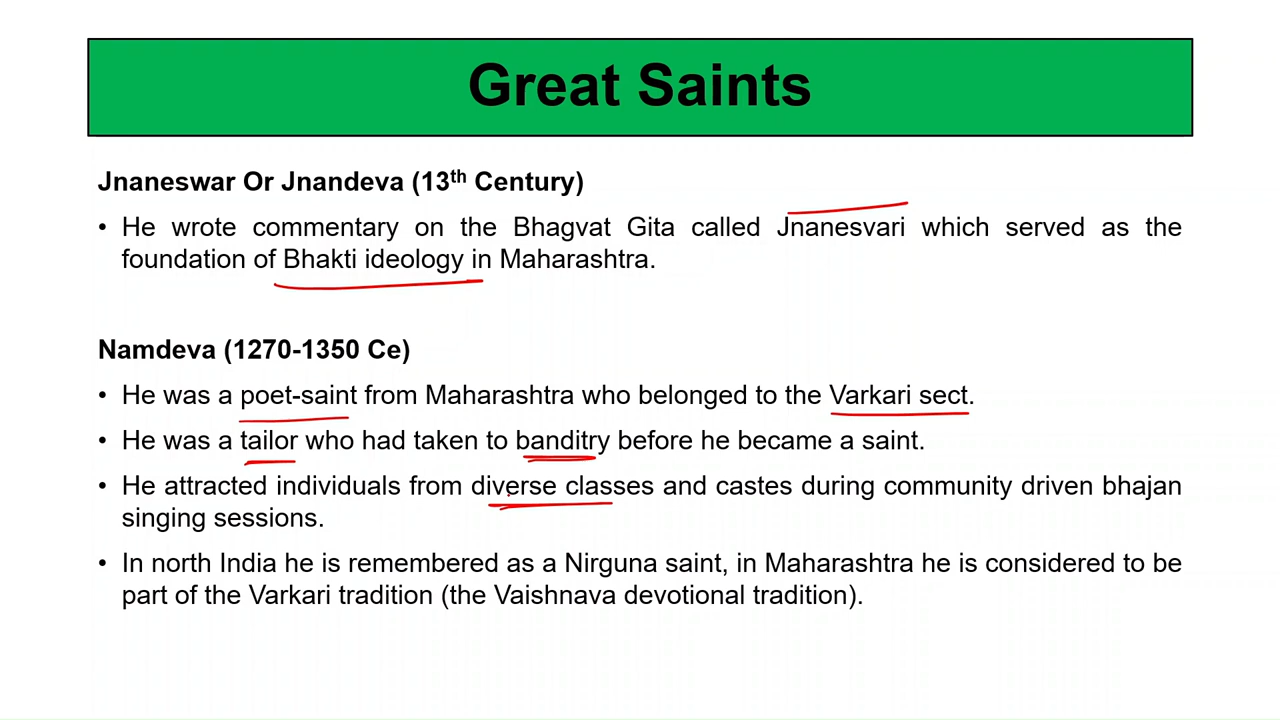 Great Saints
Jnaneswar Or Jnandeva (13th Century)
• He wrote commentary on the Bhagvat Gita called Jnanesvari which served as the
foundation of Bhakti ideology in Maharashtra.
Namdeva (1270-1350 Ce)
• He was a poet-saint from Maharashtra who belonged to the Varkari sect.
• He was a tailor who had taken to banditry before he became a saint.
• He attracted individuals from diverse classes and castes during community driven bhajan
singing sessions.
• In north India he is remembered as a Nirguna saint, in Maharashtra he is considered to be
part of the Varkari tradition (the Vaishnava devotional tradition).